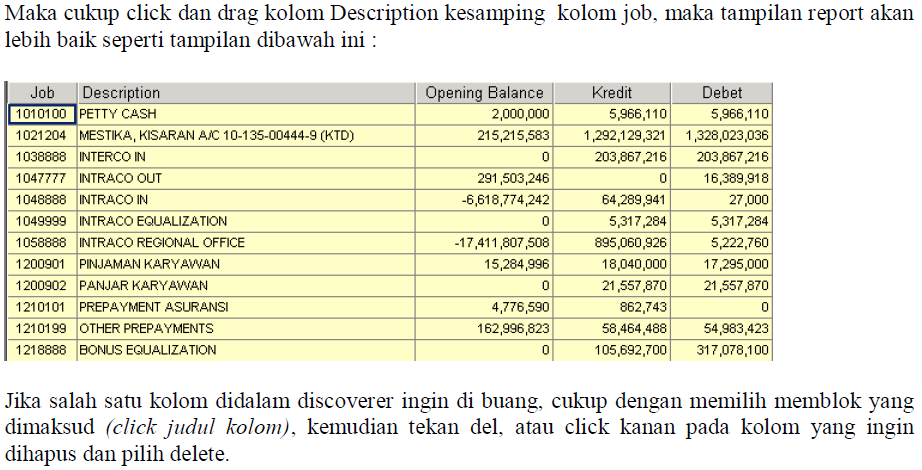 Maka cukup click dan drag kolom Description kesamping kolom job, maka tampilan report akan
lebih baik seperti tampilan dibawah ini :
Job Description Opening Balance Kredit Debet
1010100 PETTY CASH 2,000,000 5,966,110 5,966,110
1021204 MESTIKA, KISARAN A/C 10-135-00444-9 (KTD) 215,215,583 1,292,129,321 1,328,023,036
1038888 INTERCO IN 0 203,867,216 203,867,216
1047777 INTRACO OUT 291,503,246 0 16,389,918
1048888 INTRACO IN -6,618,774,242 64,289,941 27,000
1049999 INTRACO EQUALIZATION 0 5,317,284 5,317,284
1058888 INTRACO REGIONAL OFFICE -17,411,807,508 895,060,926 5,222,760
1200901 PINJAMAN KARYAWAN 15,284,996 18,040,000 17,295,000
1200902 PANJAR KARYAWAN 0 21,557,870 21,557,870
1210101 PREPAYMENT ASURANSI 4,776,590 862,743 0
1210199 OTHER PREPAYMENTS 162,996,823 58,464,488 54,983,423
1218888 BONUS EQUALIZATION 0 105,692,700 317,078,100
Jika salah satu kolom didalam discoverer ingin di buang, cukup dengan memilih memblok yang
dimaksud (click judul kolom), kemudian tekan del, atau click kanan pada kolom yang ingin
dihapus dan pilih delete.